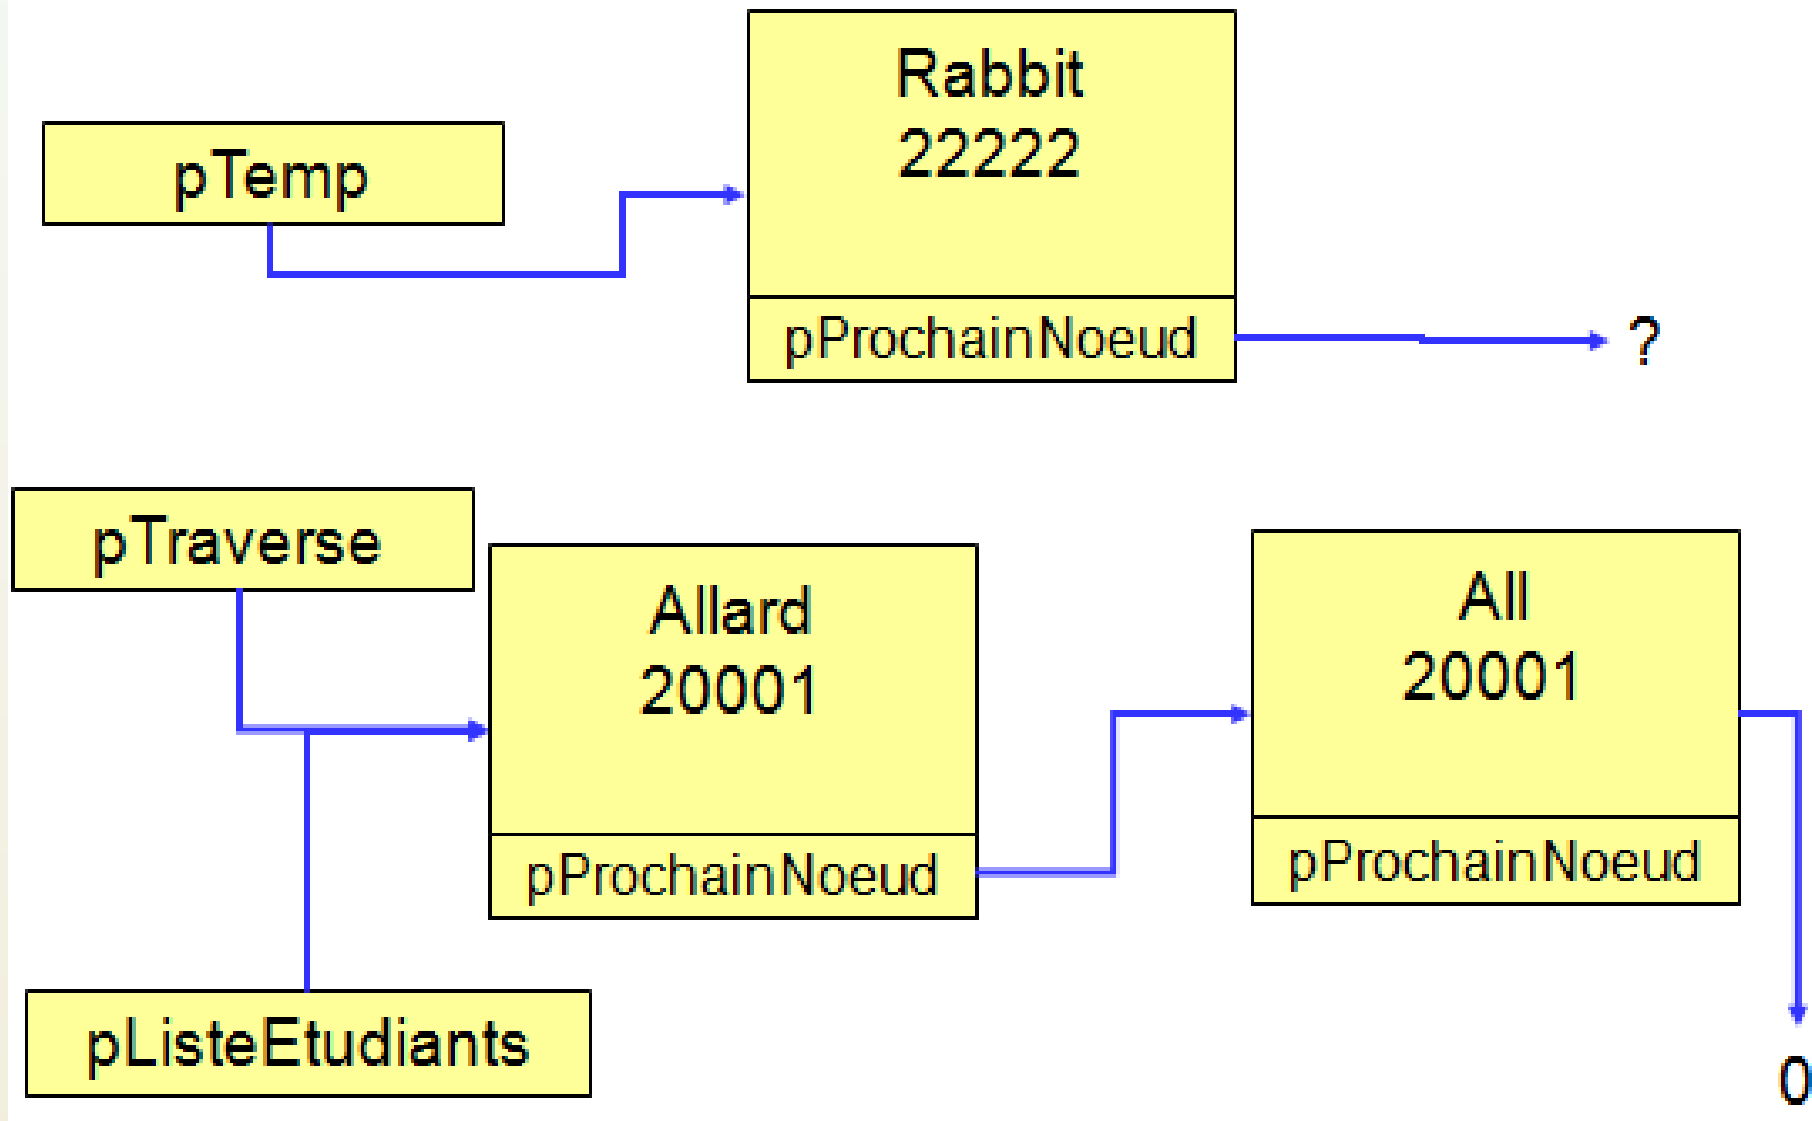 Rabbit
22222
pTemp
pProchainNoeud
?
pTraverse
Allard
20001
All
20001
pProchainNoeud
pProchainNoeud
pListeEtudiants
0